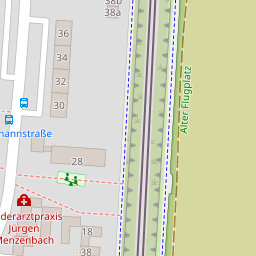 38b
38a
36
34
32
30
mannstraße
28
Alter Flugplatz
derarztpraxis
Jürgen
Menzenbach
18
38